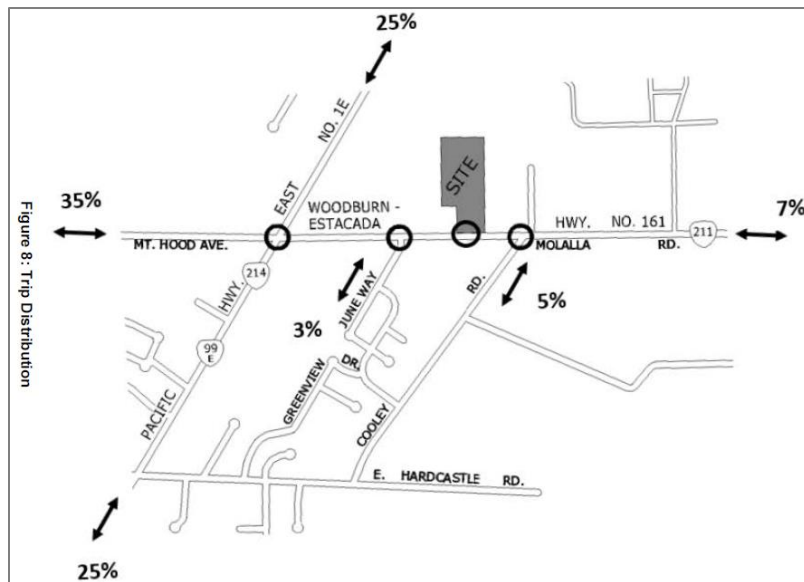 25%
EAST
NO. 1E
SITE
35%
WOODBURN -
ESTACADA
HWY. NO. 161
7%
MT. HOOD AVE.
MOLALLA RD.
211
214
HWY.
JUNE WAY
RD.
5%
3%
99
E
GREENVIEW DR.
PACIFIC
COOLEY
E. HARDCASTLE RD.
25%
Figure 8: Trip Distribution